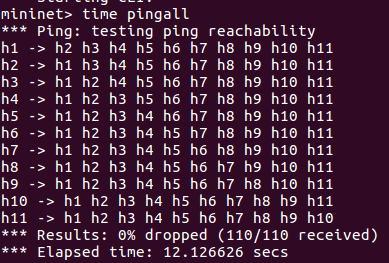 mininet> time pingall
*** Ping: testing ping reachability
h1 -> h2 h3 h4 h5 h6 h7 h8 h9 h10 h11
h2 -> h1 h3 h4 h5 h6 h7 h8 h9 h10 h11
h3 -> h1 h2 h4 h5 h6 h7 h8 h9 h10 h11
h4 -> h1 h2 h3 h5 h6 h7 h8 h9 h10 h11
h5 -> h1 h2 h3 h4 h6 h7 h8 h9 h10 h11
h6 -> h1 h2 h3 h4 h5 h7 h8 h9 h10 h11
h7 -> h1 h2 h3 h4 h5 h6 h8 h9 h10 h11
h8 -> h1 h2 h3 h4 h5 h6 h7 h9 h10 h11
h9 -> h1 h2 h3 h4 h5 h6 h7 h8 h10 h11
h10 -> h1 h2 h3 h4 h5 h6 h7 h8 h9 h11
h11 -> h1 h2 h3 h4 h5 h6 h7 h8 h9 h10
*** Results: 0% dropped (110/110 received)
*** Elapsed time: 12.126626 secs